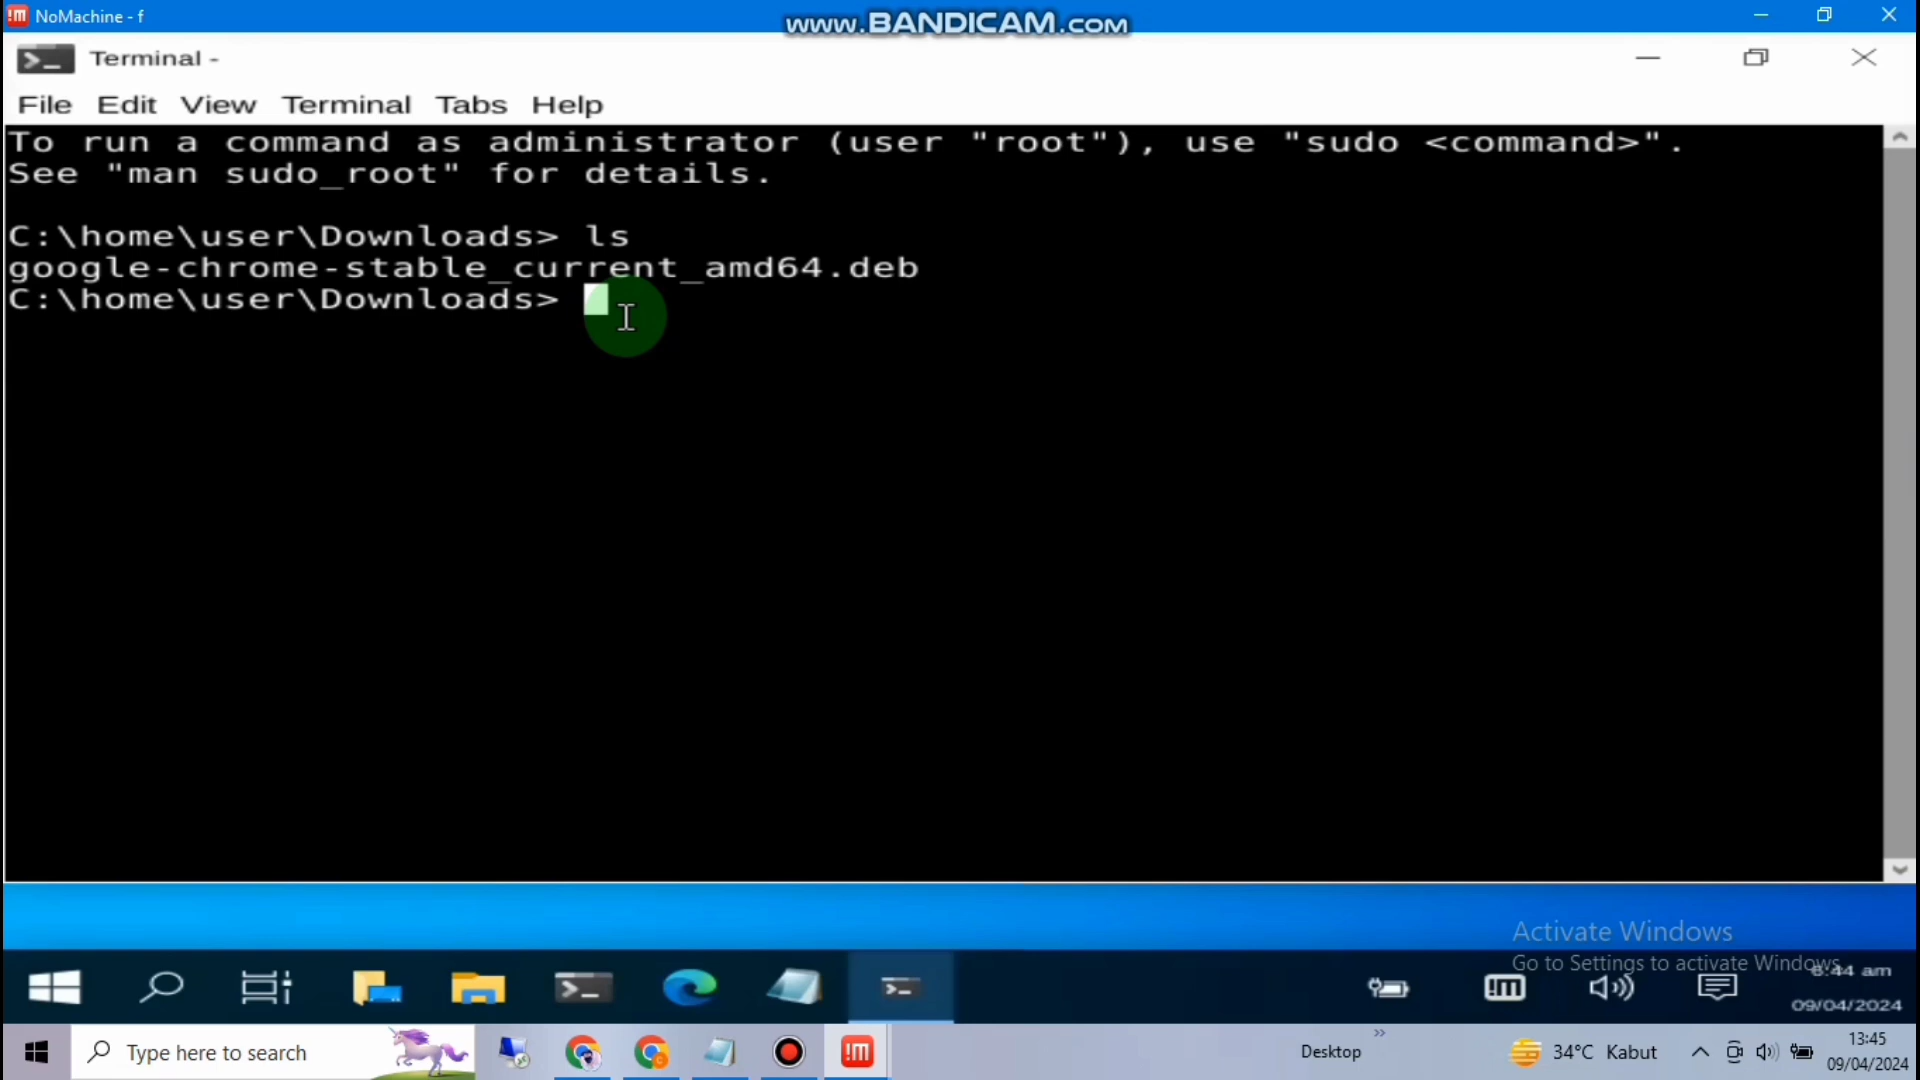 NoMachine - f
www.BANDICAM.com
Terminal -
File Edit View Terminal Tabs Help
To run a command as administrator (user "root"), use "sudo <command>".
See "man sudo_root" for details.
C:\home\user\Downloads> ls
google-chrome-stable_current_amd64.deb
C:\home\user\Downloads>
Activate Windows
Go to Settings to activate Windows.
:44 am
09/04/2024
Type here to search
Desktop
34°C Kabut
13:45
09/04/2024